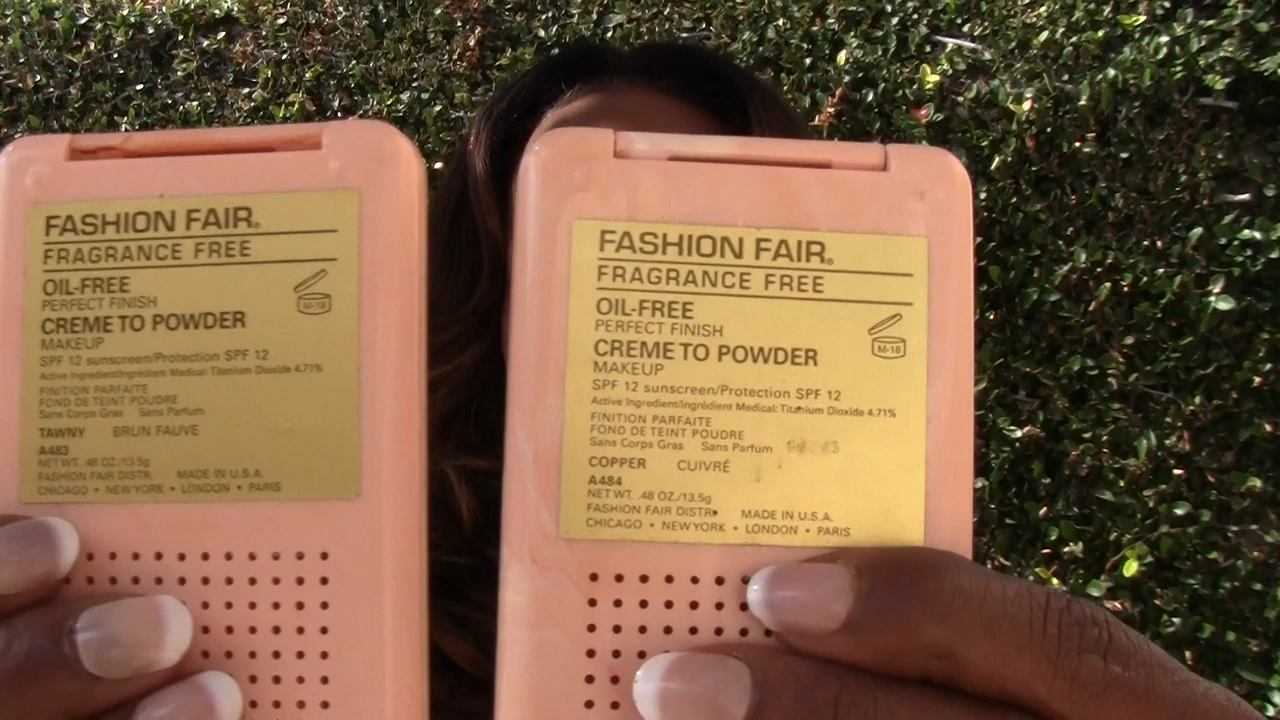 FASHION FAIR®
FRAGRANCE FREE
OIL-FREE
PERFECT FINISH
CREME TO POWDER
MAKEUP
M-18
SPF 12 sunscreen/Protection SPF 12
Active Ingredient/Ingrédient Medical: Titanium Dioxide 4.71%
FINITION PARFAITE
FOND DE TEINT POUDRE
Sans Corps Gras Sans Parfum
TAWNY BRUN FAUVE
A483
NET WT. .48 OZ./13.5g
FASHION FAIR DISTR. MADE IN U.S.A.
CHICAGO • NEW YORK • LONDON • PARIS
FASHION FAIR®
FRAGRANCE FREE
OIL-FREE
PERFECT FINISH
CREME TO POWDER
MAKEUP
M-18
SPF 12 sunscreen/Protection SPF 12
Active Ingredient/Ingrédient Medical: Titanium Dioxide 4.71%
FINITION PARFAITE
FOND DE TEINT POUDRE
Sans Corps Gras Sans Parfum
COPPER CUIVRÉ
A484
NET WT. .48 OZ./13.5g
FASHION FAIR DISTR. MADE IN U.S.A.
CHICAGO • NEW YORK • LONDON • PARIS